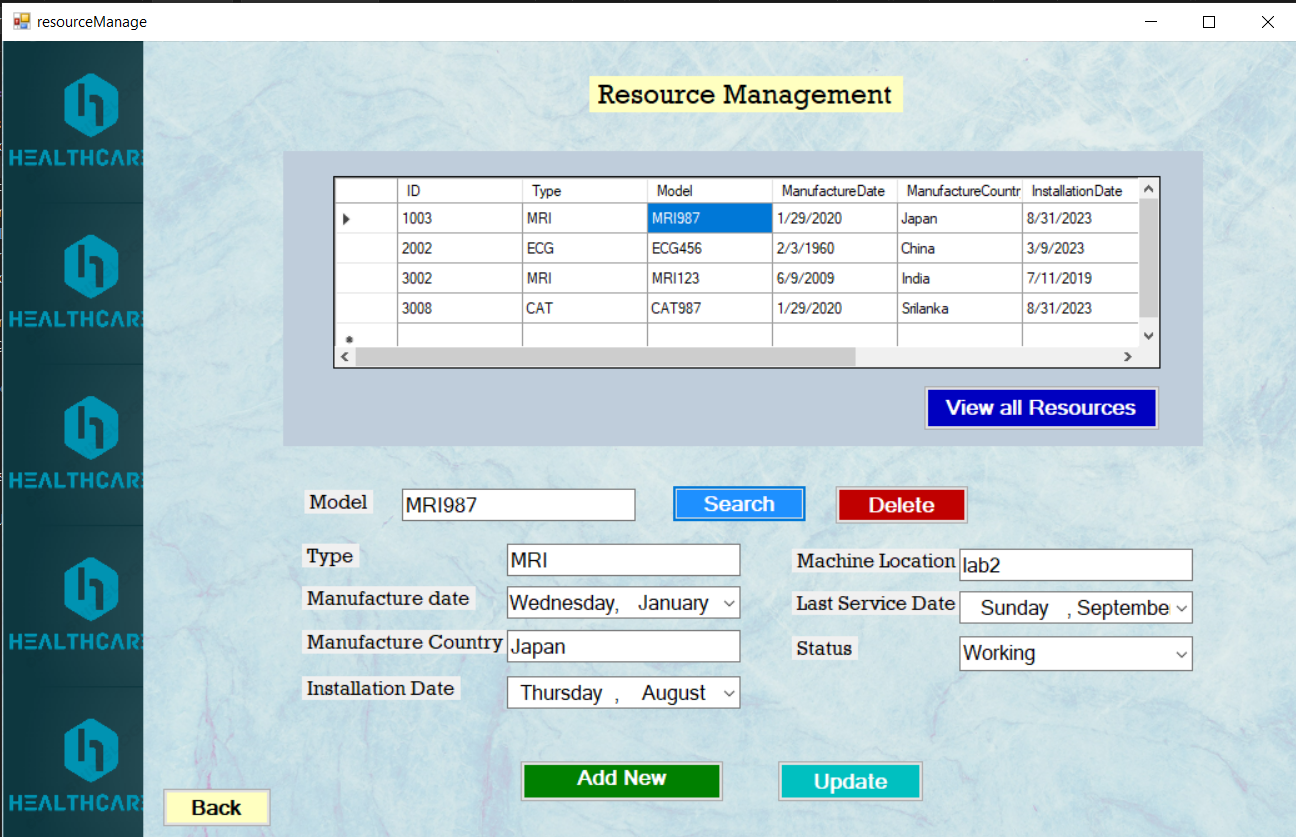 resourceManage
HEALTHCARE
HEALTHCARE
HEALTHCARE
HEALTHCARE
HEALTHCARE
Resource Management
ID Type Model ManufactureDate ManufactureCountr InstallationDate
1003 MRI MRI987 1/29/2020 Japan 8/31/2023
2002 ECG ECG456 2/3/1960 China 3/9/2023
3002 MRI MRI123 6/9/2009 India 7/11/2019
3008 CAT CAT987 1/29/2020 Srilanka 8/31/2023
View all Resources
Model MRI987 Search Delete
Type MRI
Manufacture date Wednesday, January
Manufacture Country Japan
Installation Date Thursday , August
Machine Location lab2
Last Service Date Sunday , Septembe
Status Working
Add New Update
Back